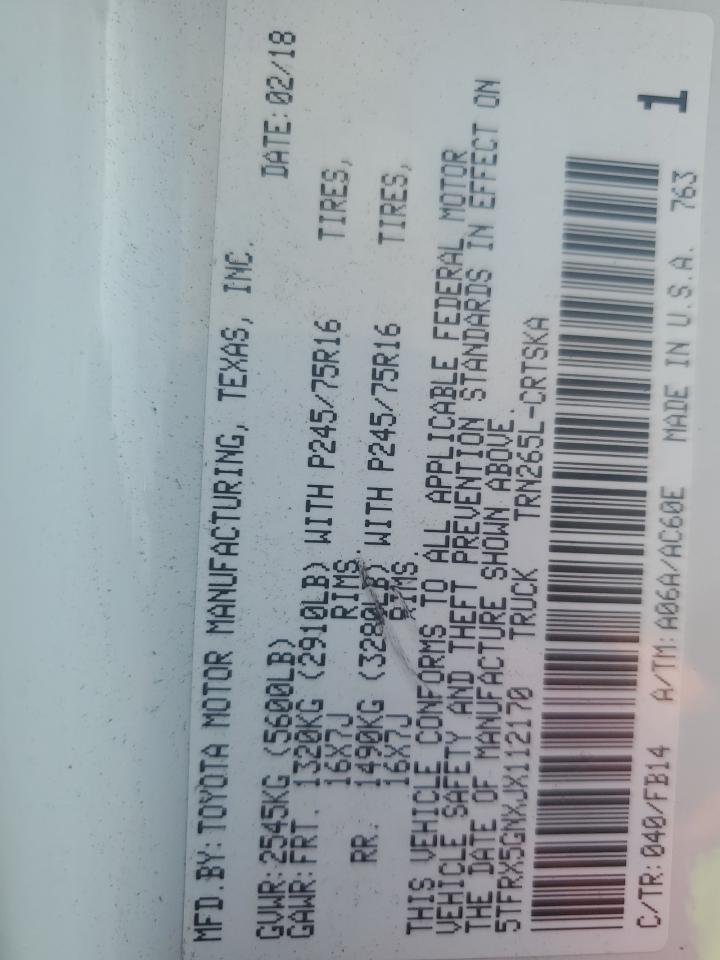 MFD.BY:TOYOTA MOTOR MANUFACTURING, TEXAS, INC. DATE:02/18
GVWR:2545KG (5600LB)
GAWR:FRT. 1320KG (2910LB) WITH P245/75R16 TIRES,
16X7J RIMS.
RR. 1490KG (3280LB) WITH P245/75R16 TIRES,
16X7J RIMS.
THIS VEHICLE CONFORMS TO ALL APPLICABLE FEDERAL MOTOR
VEHICLE SAFETY AND THEFT PREVENTION STANDARDS IN EFFECT ON
THE DATE OF MANUFACTURE SHOWN ABOVE.
5TFRX5GNXJX112170 TRUCK TRN265L-CRTSKA
1
C/TR:040/FB14 A/TM:A06A/AC60E MADE IN U.S.A. 763